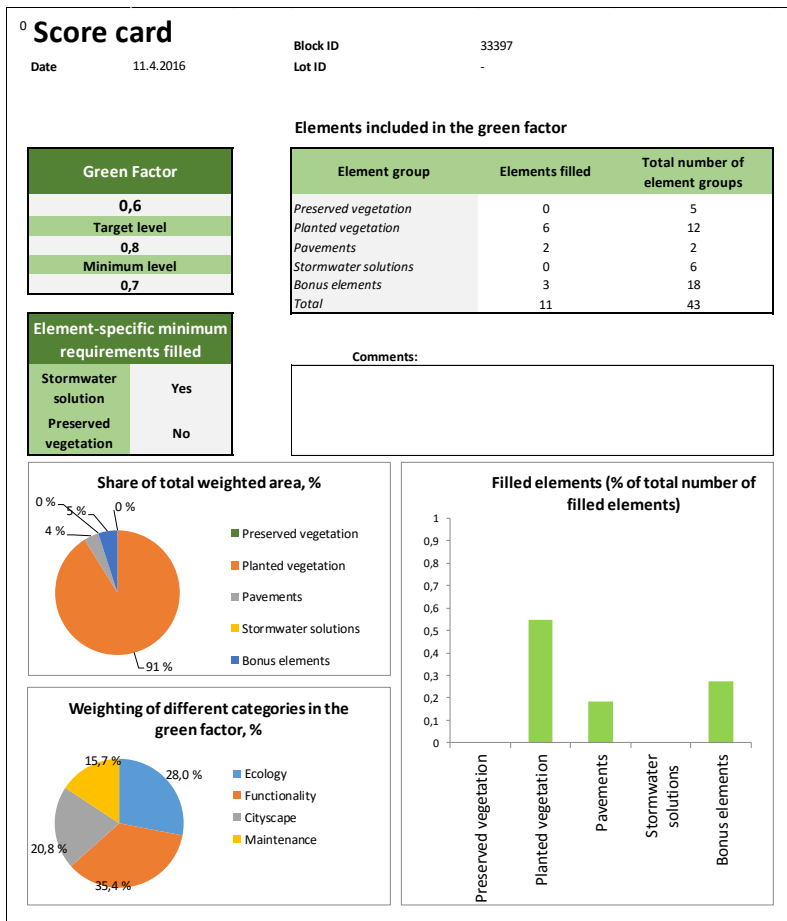 0 Score card
Block ID 33397
Date 11.4.2016 Lot ID -
Elements included in the green factor
Green Factor
0,6
Target level
0,8
Minimum level
0,7
Element group Elements filled Total number of
element groups
Preserved vegetation 0 5
Planted vegetation 6 12
Pavements 2 2
Stormwater solutions 0 6
Bonus elements 3 18
Total 11 43
Element-specific minimum
requirements filled
Stormwater
solution
Yes
Preserved
vegetation
No
Comments:
Share of total weighted area, %
0 %
5 %
0 %
4 %
91 %
Preserved vegetation
Planted vegetation
Pavements
Stormwater solutions
Bonus elements
Weighting of different categories in the
green factor, %
15,7 %
28,0 %
20,8 %
35,4 %
Ecology
Functionality
Cityscape
Maintenance
Filled elements (% of total number of
filled elements)
1
0,9
0,8
0,7
0,6
0,5
0,4
0,3
0,2
0,1
0
Preserved vegetation
Planted vegetation
Pavements
Stormwater
solutions
Bonus elements